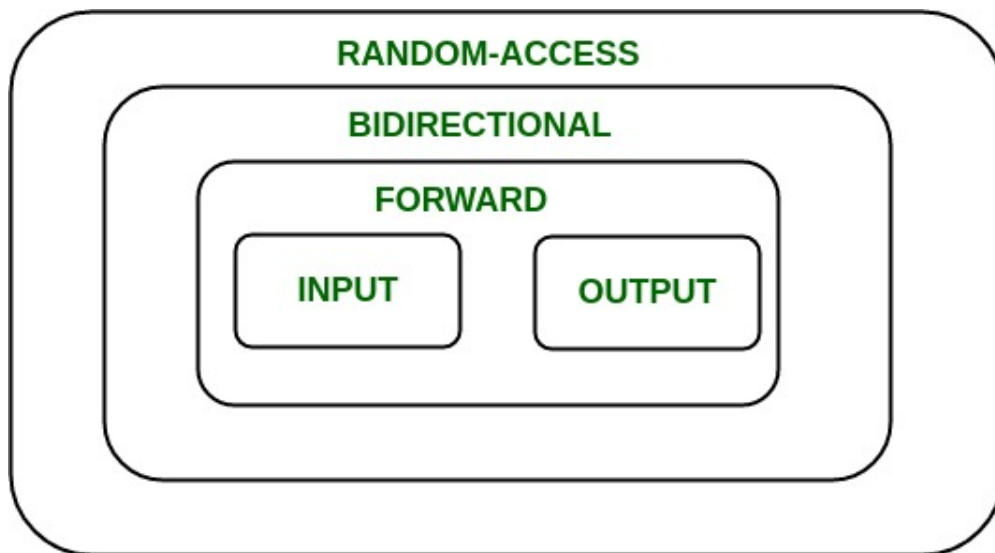 RANDOM-ACCESS
BIDIRECTIONAL
FORWARD
INPUT
OUTPUT